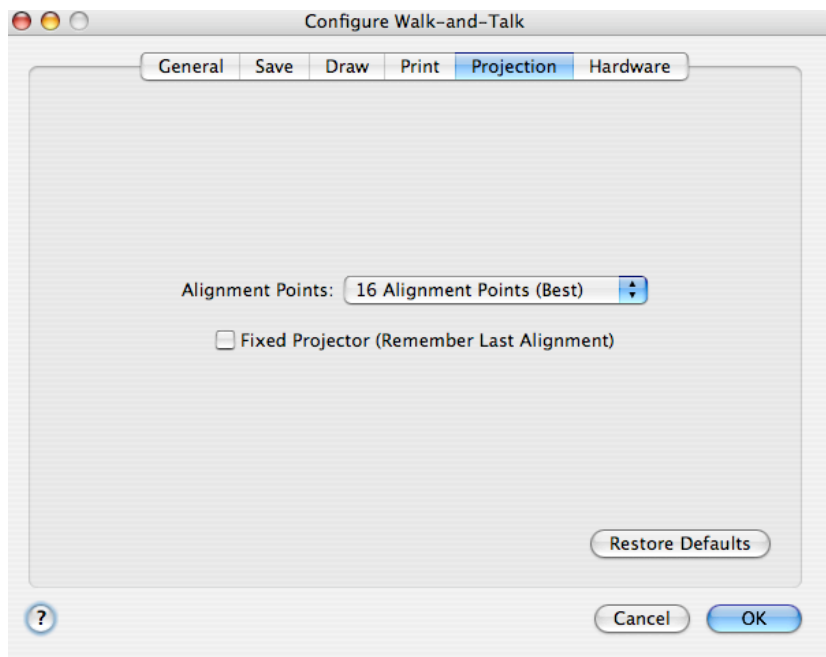 Configure Walk-and-Talk
General Save Draw Print Projection Hardware
Alignment Points: 16 Alignment Points (Best)
Fixed Projector (Remember Last Alignment)
Restore Defaults
? Cancel OK